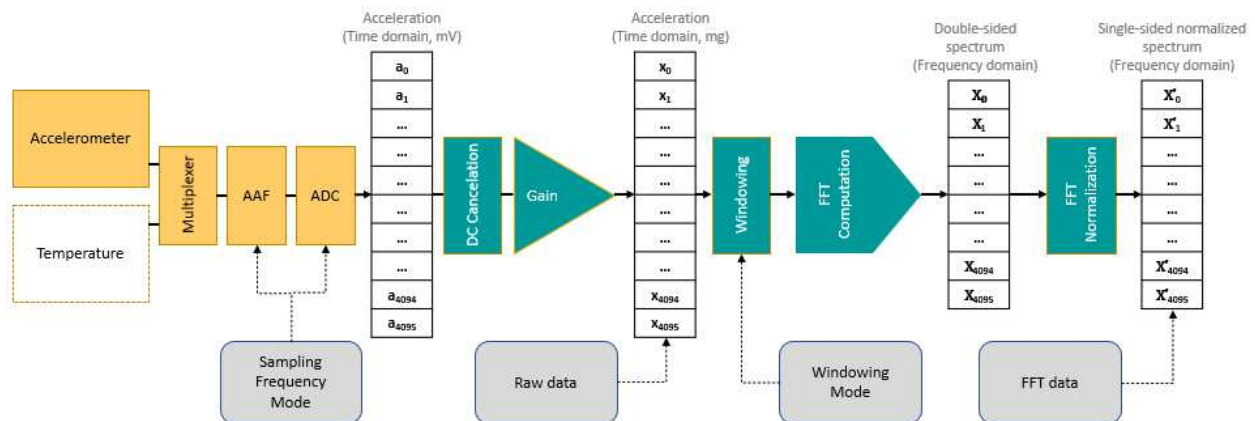 Acceleration
(Time domain, mV)
Acceleration
(Time domain, mg)
Double-sided
spectrum
(Frequency domain)
Single-sided normalized
spectrum
(Frequency domain)
Accelerometer
Temperature
Multiplexer
AAF
ADC
a0
a1
...
...
...
...
...
...
a4094
a4095
DC Cancelation
Gain
x0
x1
...
...
...
...
...
...
x4094
x4095
Windowing
FFT
Computation
X0
X1
...
...
...
...
X4094
X4095
FFT
Normalization
X'0
X'1
...
...
...
...
X'4094
X'4095
Sampling
Frequency
Mode
Raw data
Windowing
Mode
FFT data